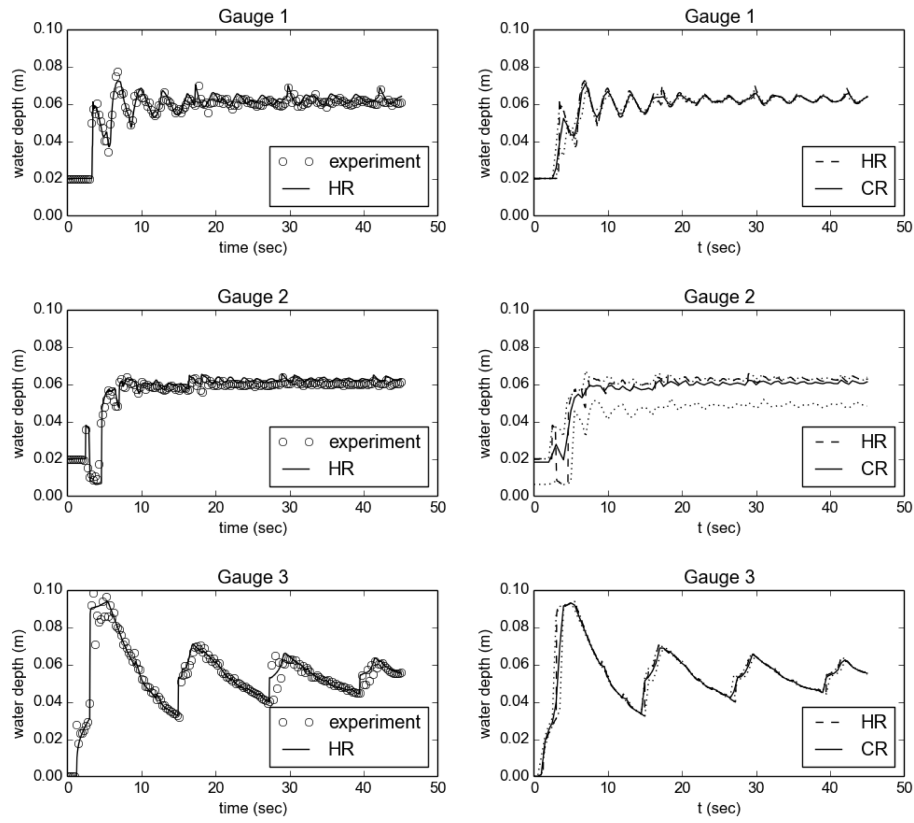 Gauge 1
0.10
0.08
0.06
0.04
0.02
0.00
water depth (m)
experiment
HR
0 10 20 30 40 50
time (sec)
Gauge 1
0.10
0.08
0.06
0.04
0.02
0.00
water depth (m)
HR
CR
0 10 20 30 40 50
t (sec)
Gauge 2
0.10
0.08
0.06
0.04
0.02
0.00
water depth (m)
experiment
HR
0 10 20 30 40 50
time (sec)
Gauge 2
0.10
0.08
0.06
0.04
0.02
0.00
water depth (m)
HR
CR
0 10 20 30 40 50
t (sec)
Gauge 3
0.10
0.08
0.06
0.04
0.02
0.00
water depth (m)
experiment
HR
0 10 20 30 40 50
time (sec)
Gauge 3
0.10
0.08
0.06
0.04
0.02
0.00
water depth (m)
HR
CR
0 10 20 30 40 50
t (sec)